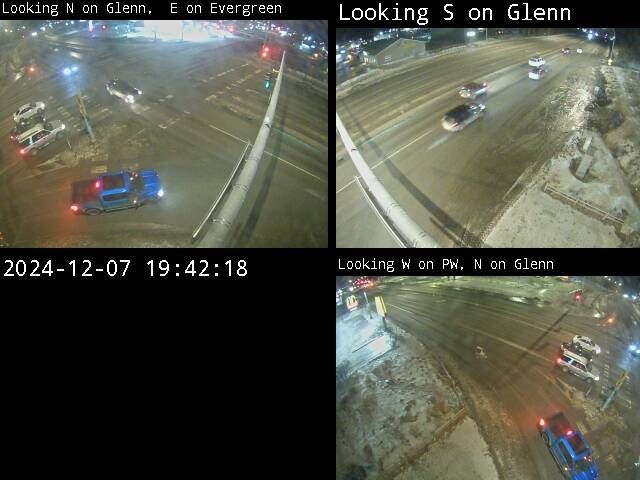 Looking N on Glenn,  E on Evergreen
Looking S on Glenn
2024-12-07 19:42:18
Looking W on PW, N on Glenn